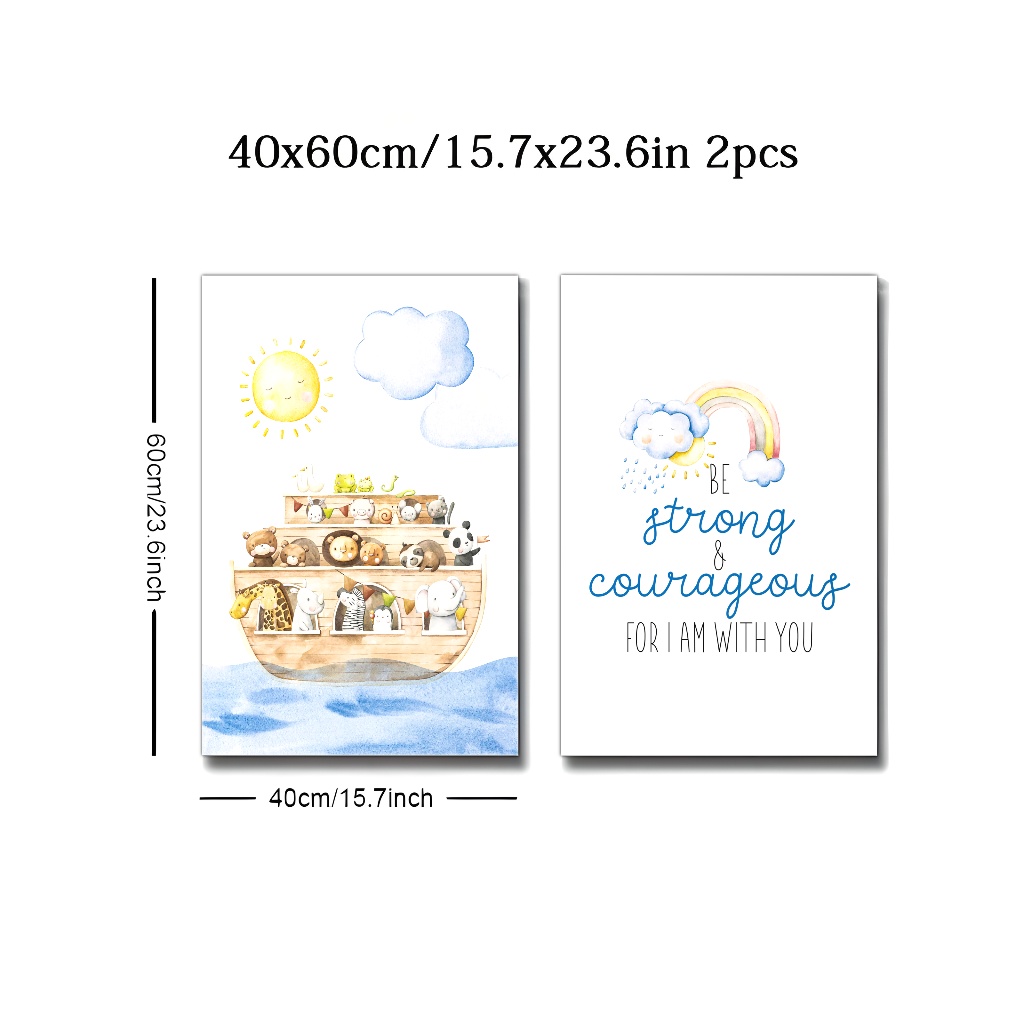 40x60cm/15.7x23.6in 2pcs
60cm/23.6inch
BE
strong
&
courageous
FOR I AM WITH YOU
40cm/15.7inch